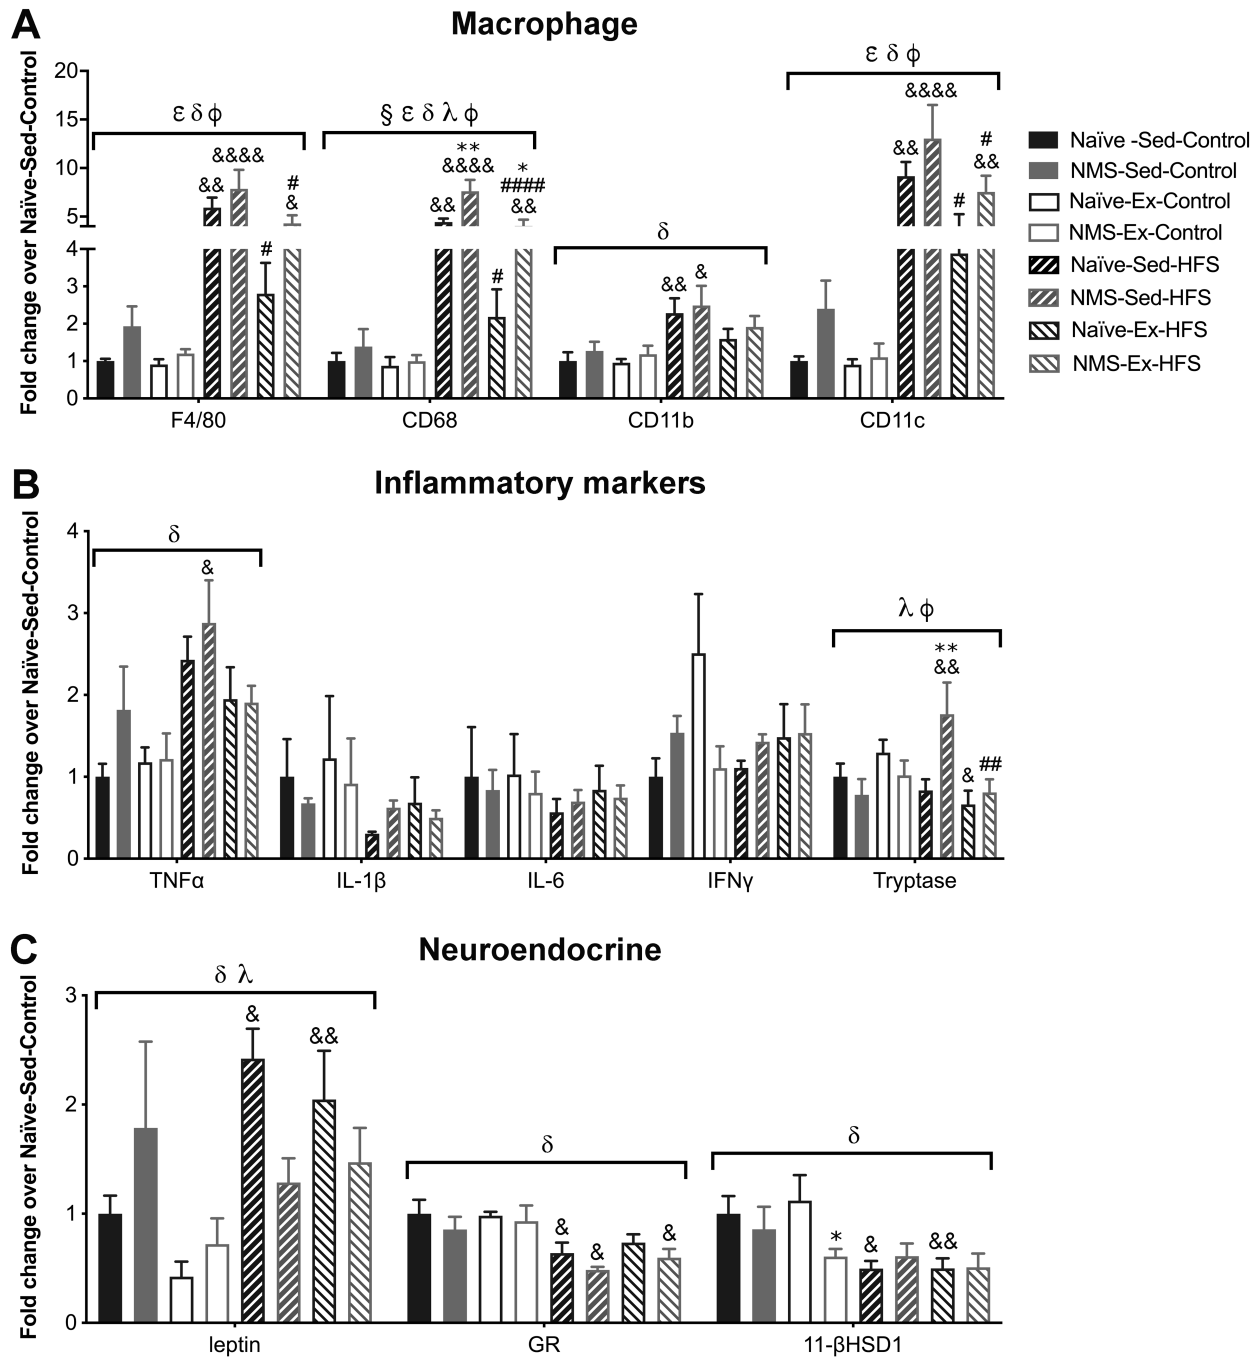 A
Macrophage
Fold change over Naïve-Sed-Control
20
15
10
5
4
3
2
1
0
ε δ ϕ
&&
&&&&
#
#
&
§ ε δ λ ϕ
&&
**
&&&&
#
*
####
&&
δ
&&
&
ε δ ϕ
&&
&&&&
#
#
&&
F4/80
CD68
CD11b
CD11c
Naïve -Sed-Control
NMS-Sed-Control
Naïve-Ex-Control
NMS-Ex-Control
Naïve-Sed-HFS
NMS-Sed-HFS
Naïve-Ex-HFS
NMS-Ex-HFS
B
Inflammatory markers
Fold change over Naïve-Sed-Control
4
3
2
1
0
δ
&
λ ϕ
**
&&
&
##
TNFα
IL-1β
IL-6
IFNγ
Tryptase
C
Neuroendocrine
Fold change over Naïve-Sed-Control
3
2
1
0
δ λ
&
&&
δ
&
&
&
δ
*
&
&&
leptin
GR
11-βHSD1